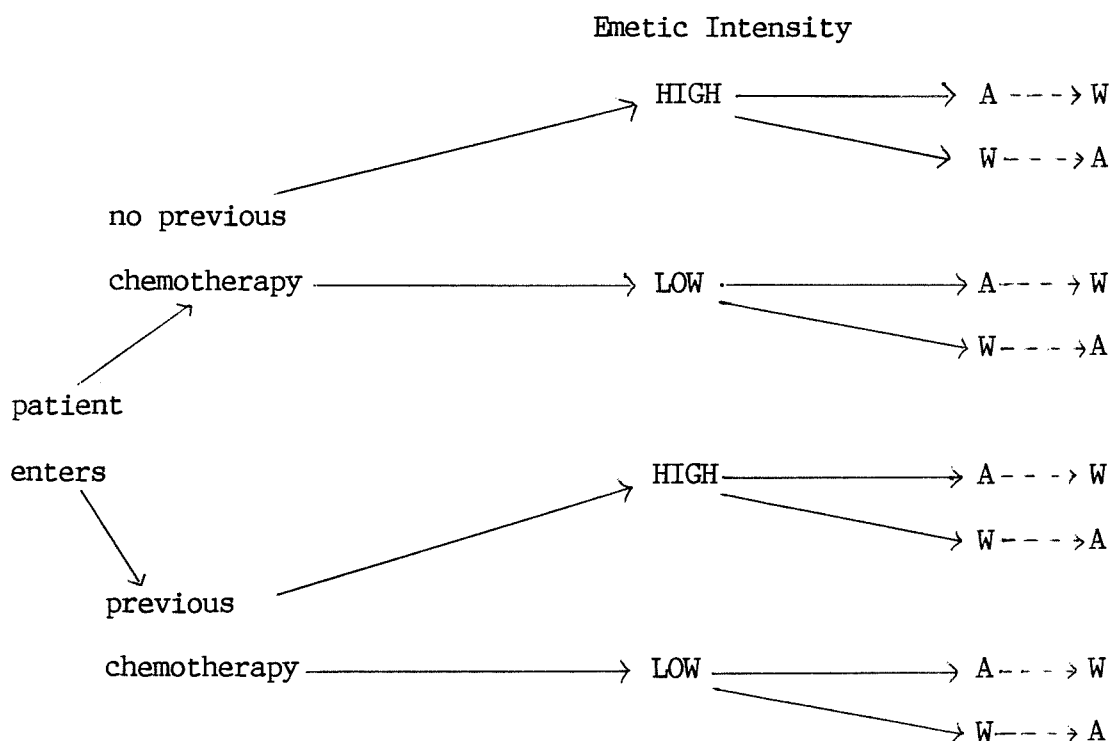 Emetic Intensity
HIGH A ---> W
W---> A
no previous
chemotherapy LOW A---> W
W----> A
patient
enters HIGH A---> W
W---> A
previous
chemotherapy LOW A---> W
W---> A